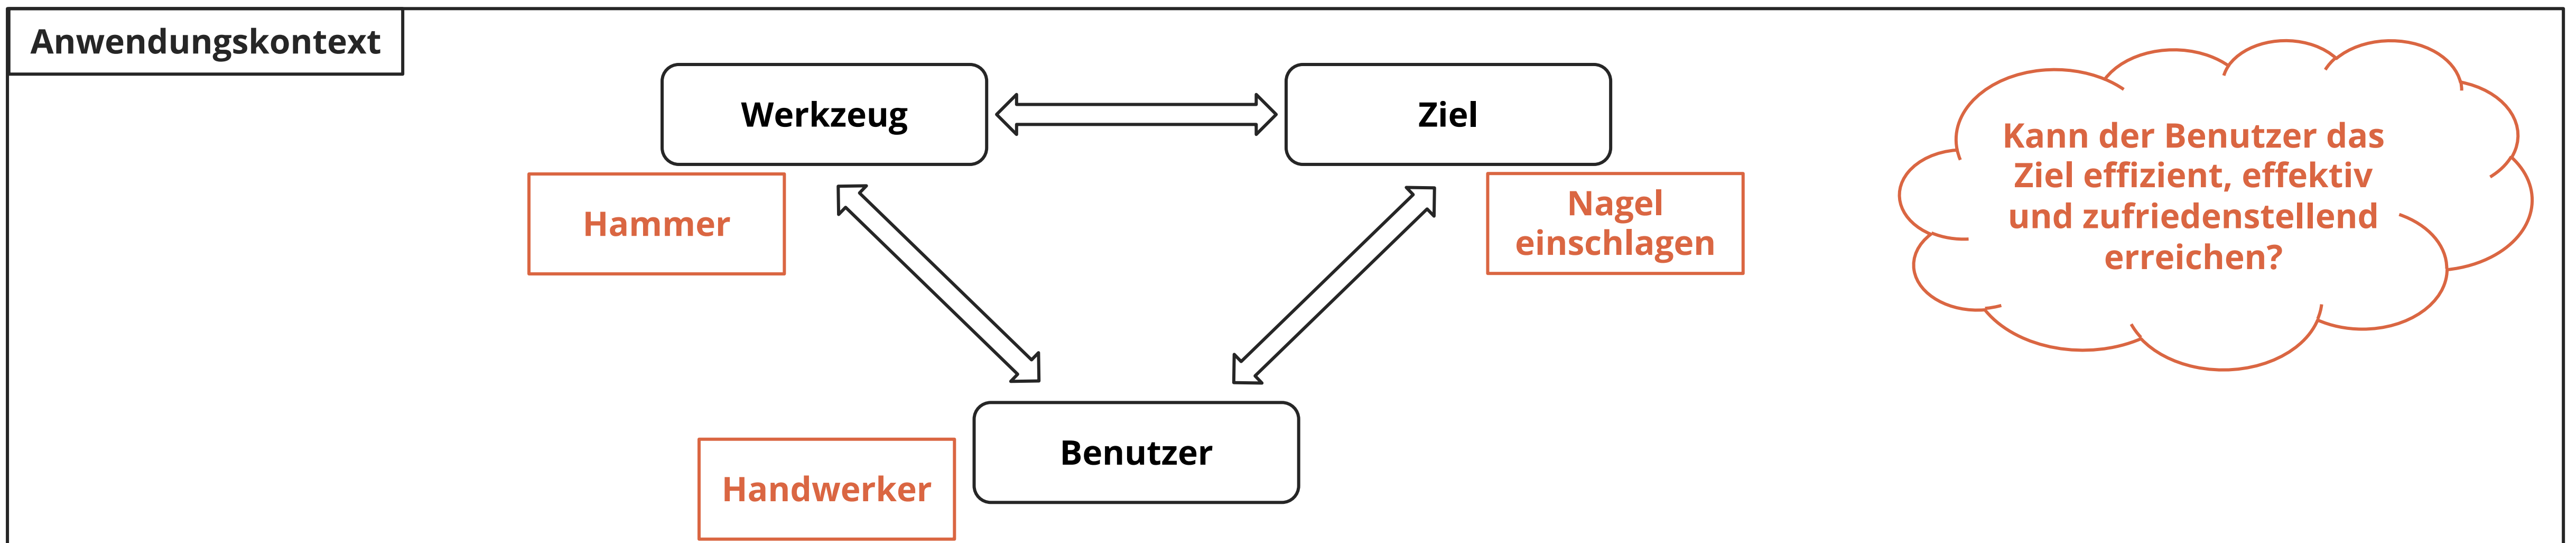 Anwendungskontext
Werkzeug
Ziel
Hammer
Nagel
einschlagen
Benutzer
Handwerker
Kann der Benutzer das
Ziel effizient, effektiv
und zufriedenstellend
erreichen?